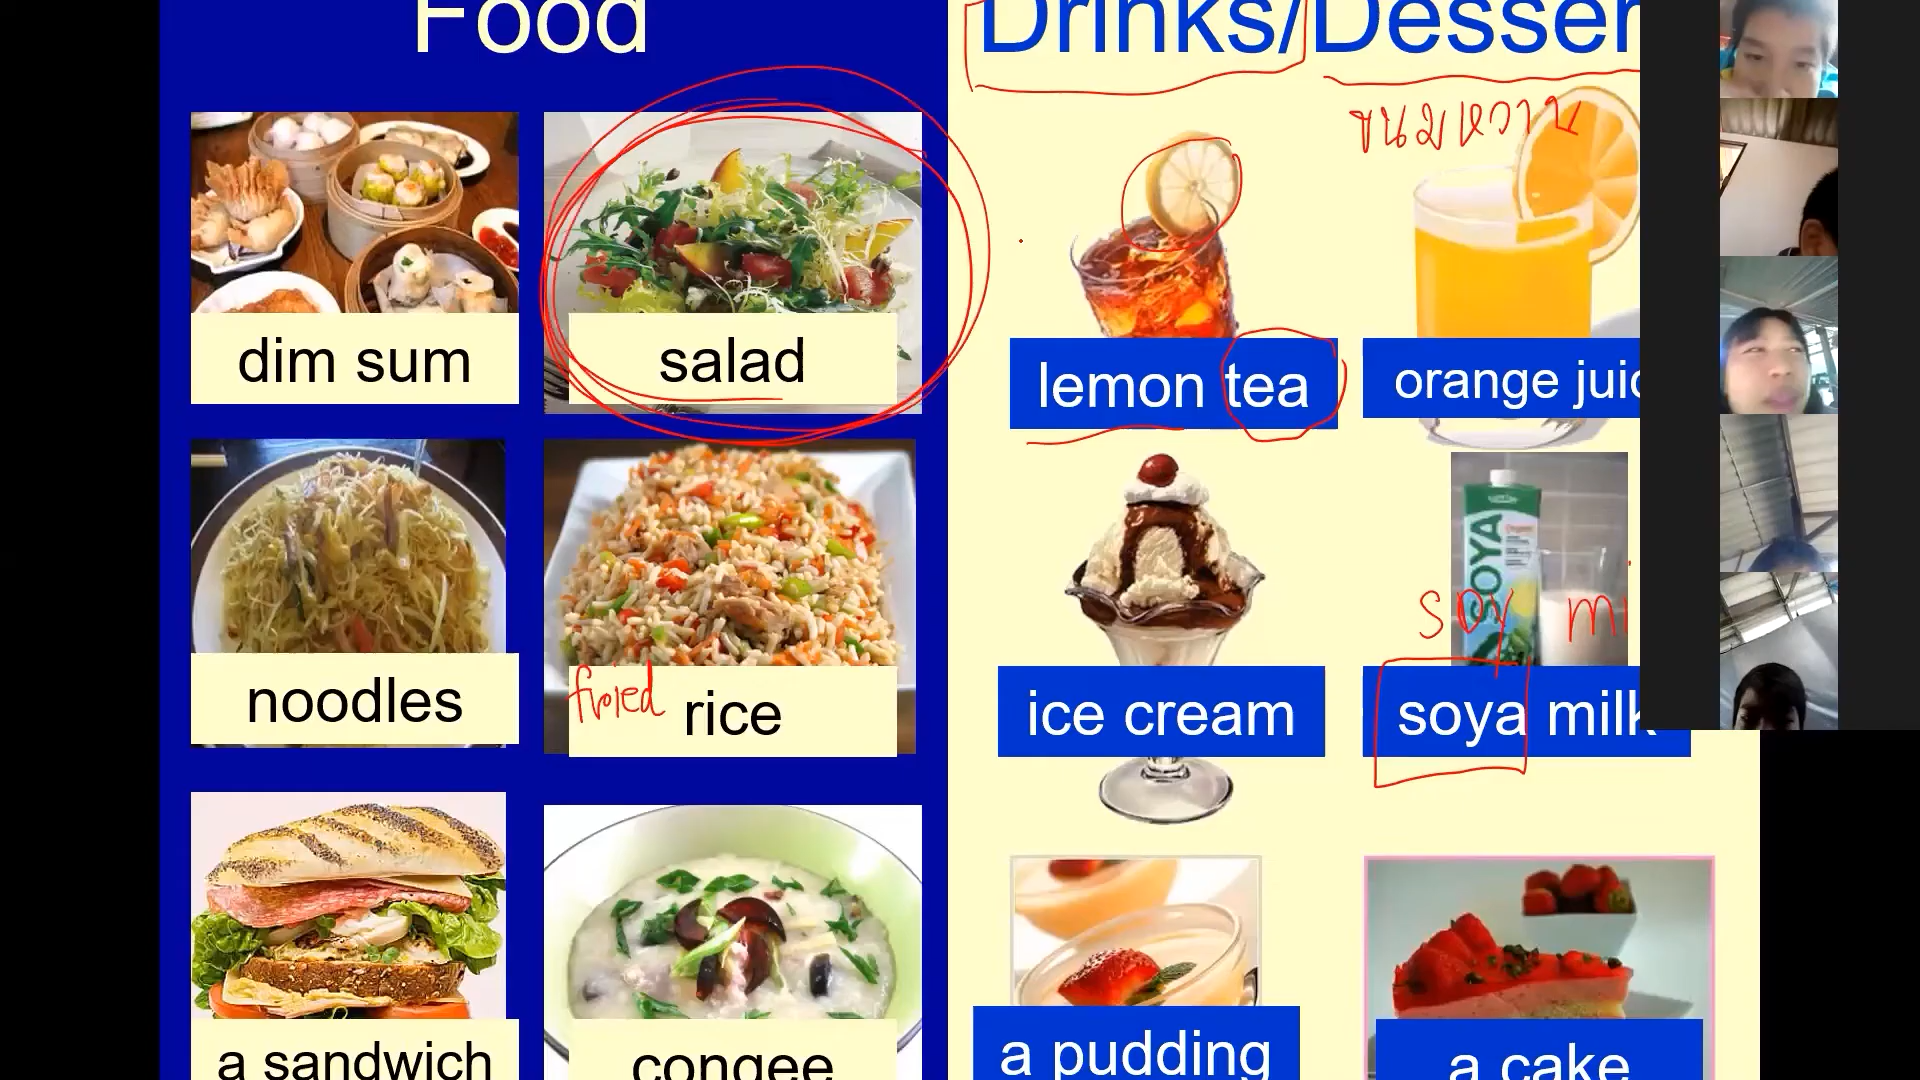 Food
Drinks/Desser
ขนมหวาน
dim sum
salad
lemon tea
orange juic
SOYA
soy mi
noodles
fried rice
ice cream
soya milk
a sandwich
congee
a pudding
a cake